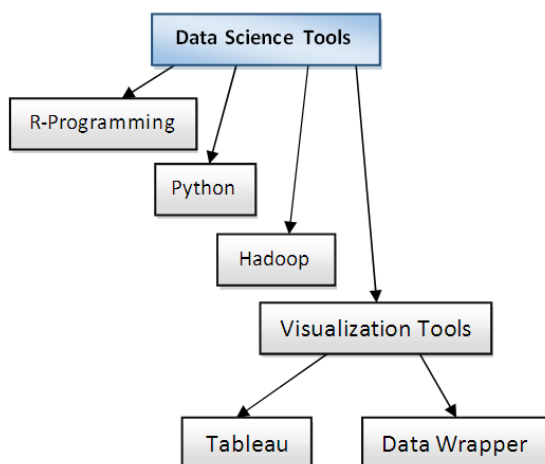 Data Science Tools
R-Programming
Python
Hadoop
Visualization Tools
Tableau
Data Wrapper